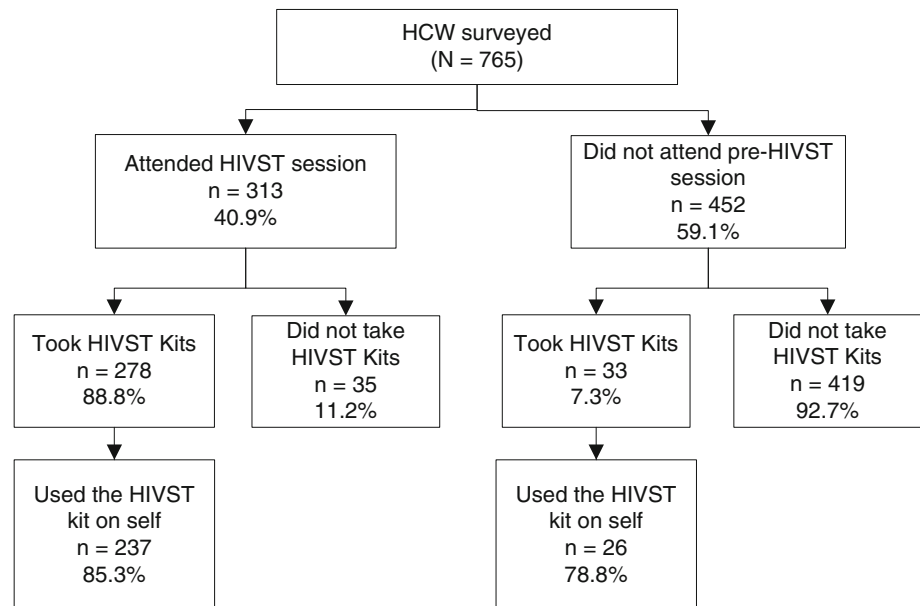 HCW surveyed
(N = 765)
Attended HIVST session
n = 313
40.9%
Did not attend pre-HIVST
session
n = 452
59.1%
Took HIVST Kits
n = 278
88.8%
Did not take
HIVST Kits
n = 35
11.2%
Took HIVST Kits
n = 33
7.3%
Did not take
HIVST Kits
n = 419
92.7%
Used the HIVST
kit on self
n = 237
85.3%
Used the HIVST
kit on self
n = 26
78.8%